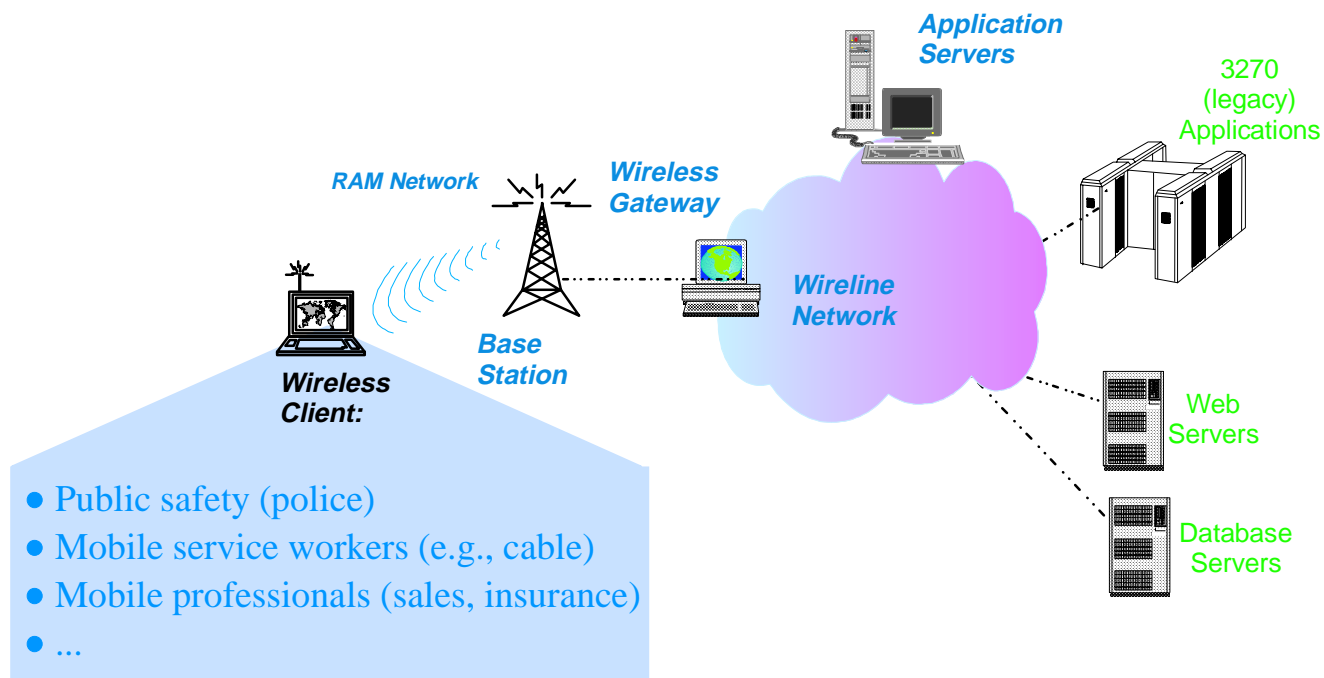 Application
Servers
3270
(legacy)
Applications
RAM Network
Wireless
Gateway
Wireline
Network
Base
Station
Wireless
Client:
Web
Servers
Database
Servers
● Public safety (police)
● Mobile service workers (e.g., cable)
● Mobile professionals (sales, insurance)
● ...